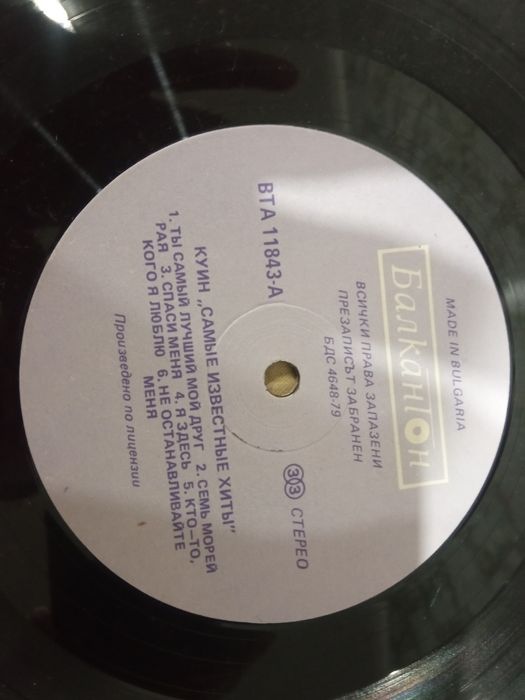 MADE IN BULGARIA
Балкантон
ВСИЧКИ ПРАВА ЗАПАЗЕНИ
ПРЕЗАПИСЪТ ЗАБРАНЕН
БДС 4648-79
ВТА 11843-А
33 СТЕРЕО
КУИН „САМЫЕ ИЗВЕСТНЫЕ ХИТЫ"
1. ТЫ САМЫЙ ЛУЧШИЙ МОЙ ДРУГ 2. СЕМЬ МОРЕЙ
РАЯ 3. СПАСИ МЕНЯ 4. Я ЗДЕСЬ 5. КТО—ТО,
КОГО Я ЛЮБЛЮ 6. НЕ ОСТАНАВЛИВАЙТЕ
МЕНЯ
Произведено по лицензии